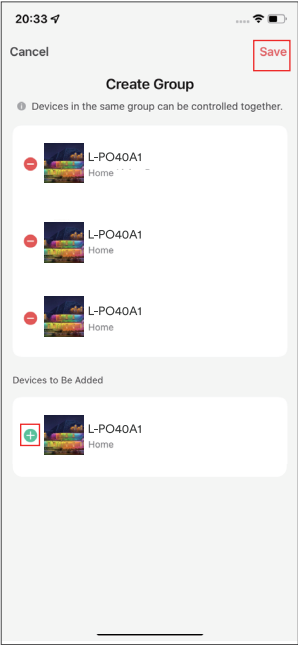 20:33
Cancel
Save
Create Group
Devices in the same group can be controlled together.
L-PO40A1
Home
L-PO40A1
Home
L-PO40A1
Home
Devices to Be Added
L-PO40A1
Home